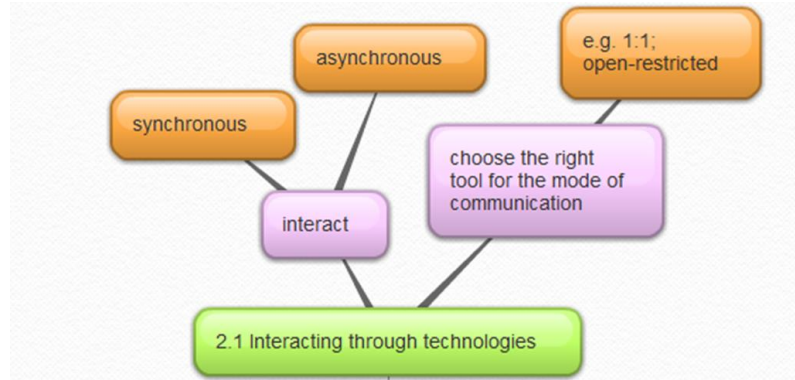 e.g. 1:1;
open-restricted
asynchronous
synchronous
choose the right
tool for the mode of
communication
interact
2.1 Interacting through technologies